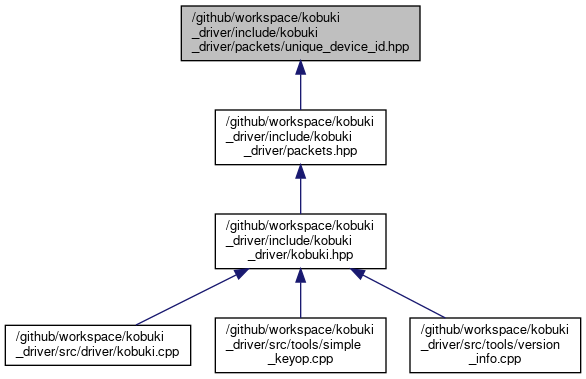 /github/workspace/kobuki
_driver/include/kobuki
_driver/packets/unique_device_id.hpp
/github/workspace/kobuki
_driver/include/kobuki
_driver/packets.hpp
/github/workspace/kobuki
_driver/include/kobuki
_driver/kobuki.hpp
/github/workspace/kobuki
_driver/src/driver/kobuki.cpp
/github/workspace/kobuki
_driver/src/tools/simple
_keyop.cpp
/github/workspace/kobuki
_driver/src/tools/version
_info.cpp